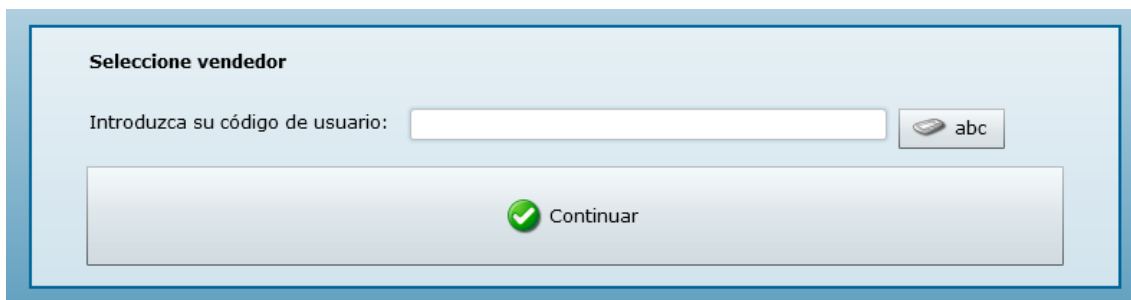 Seleccione vendedor
Introduzca su código de usuario: abc
Continuar